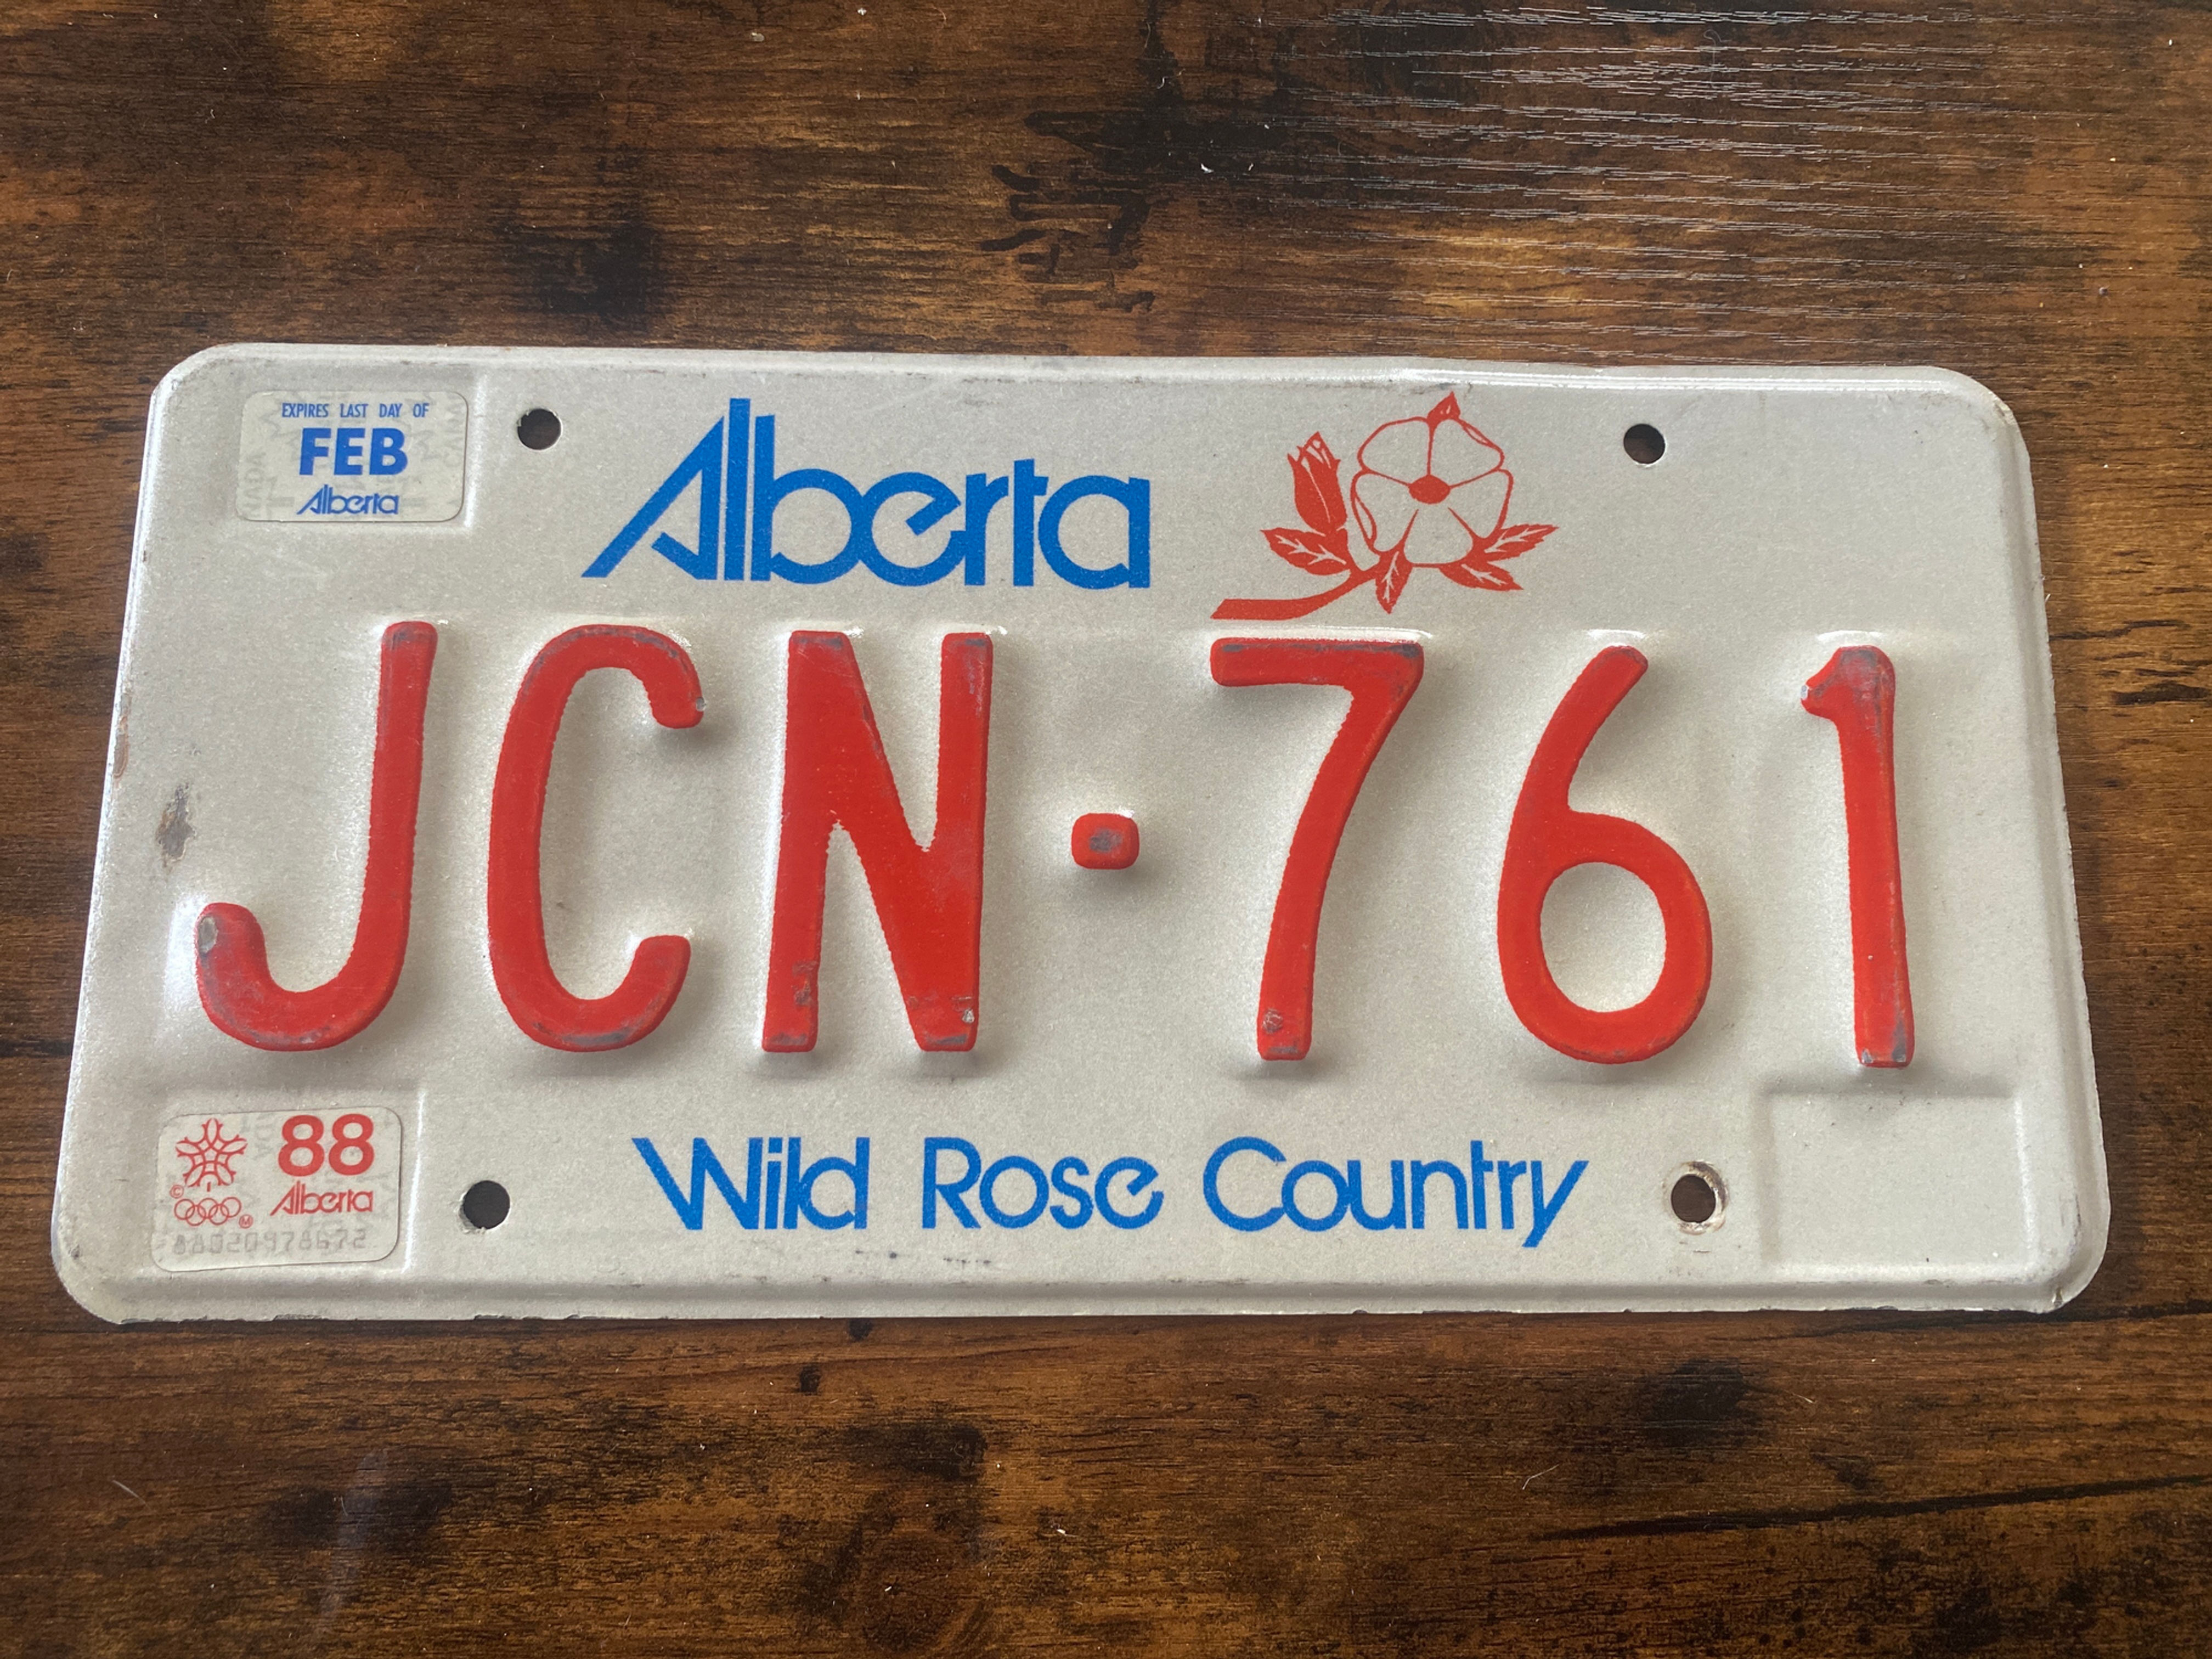 EXPIRES LAST DAY OF
FEB
Alberta
Alberta
JCN·761
88
Alberta
Wild Rose Country